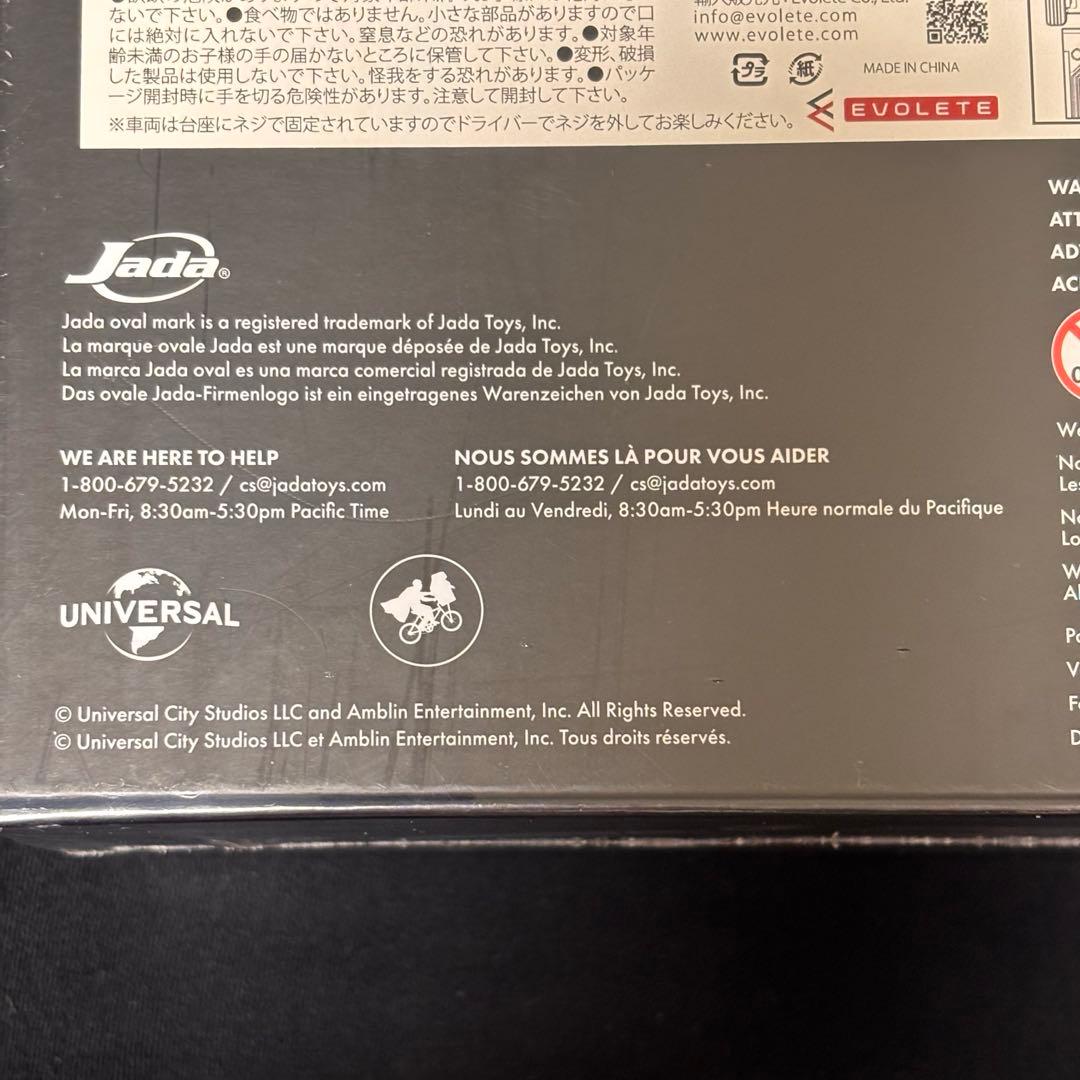 ないで下さい。●食べ物ではありません。小さな部品がありますので口
には絶対に入れないで下さい。窒息などの恐れがあります。●対象年
齢未満のお子様の手の届かないところに保管して下さい。●変形、破損
した製品は使用しないで下さい。怪我をする恐れがあります。●パッケ
ージ開封時に手を切る危険性があります。注意して開封して下さい。
※車両は台座にネジで固定されていますのでドライバーでネジを外してお楽しみください。
info@evolete.com
www.evolete.com
プラ 紙 MADE IN CHINA
EVOLETE
Jada®
Jada oval mark is a registered trademark of Jada Toys, Inc.
La marque ovale Jada est une marque déposée de Jada Toys, Inc.
La marca Jada oval es una marca comercial registrada de Jada Toys, Inc.
Das ovale Jada-Firmenlogo ist ein eingetragenes Warenzeichen von Jada Toys, Inc.
WE ARE HERE TO HELP
1-800-679-5232 / cs@jadatoys.com
Mon-Fri, 8:30am-5:30pm Pacific Time
NOUS SOMMES LÀ POUR VOUS AIDER
1-800-679-5232 / cs@jadatoys.com
Lundi au Vendredi, 8:30am-5:30pm Heure normale du Pacifique
UNIVERSAL
© Universal City Studios LLC and Amblin Entertainment, Inc. All Rights Reserved.
© Universal City Studios LLC et Amblin Entertainment, Inc. Tous droits réservés.